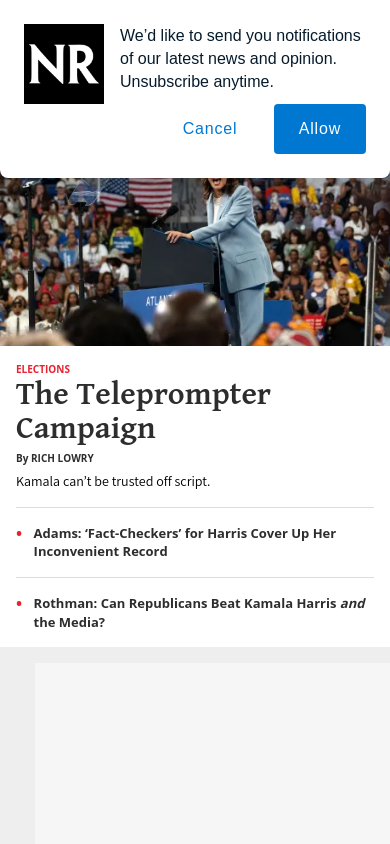 NR
We’d like to send you notifications
of our latest news and opinion.
Unsubscribe anytime.
Cancel
Allow
ATLANT
ELECTIONS
The Teleprompter
Campaign
By RICH LOWRY
Kamala can’t be trusted off script.
• Adams: ‘Fact-Checkers’ for Harris Cover Up Her
Inconvenient Record
• Rothman: Can Republicans Beat Kamala Harris and
the Media?